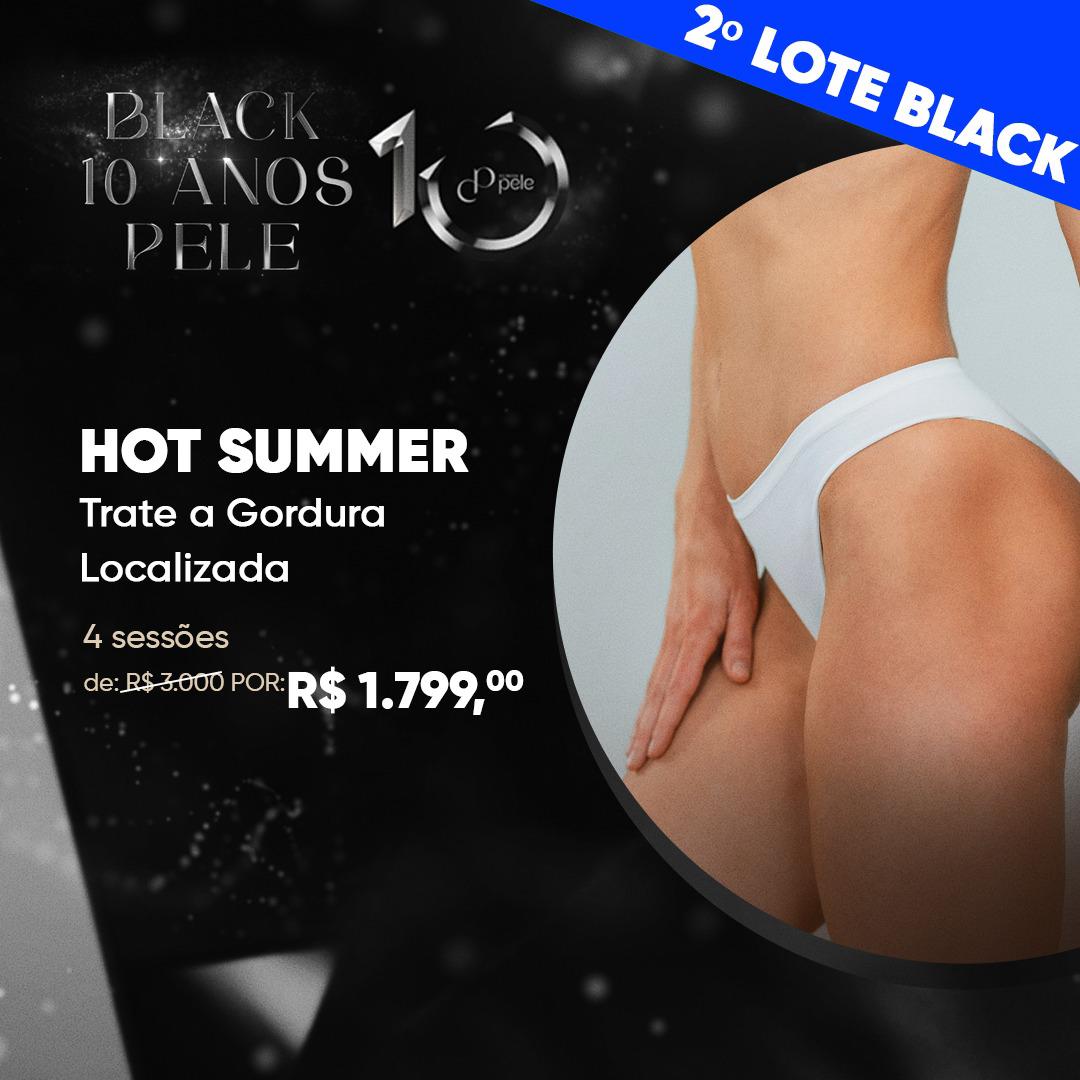 2º LOTE BLACK
BLACK
10 ANOS
PELE
10
pele
HOT SUMMER
Trate a Gordura
Localizada
4 sessões
de: R$ 3.000 POR: R$ 1.799,00